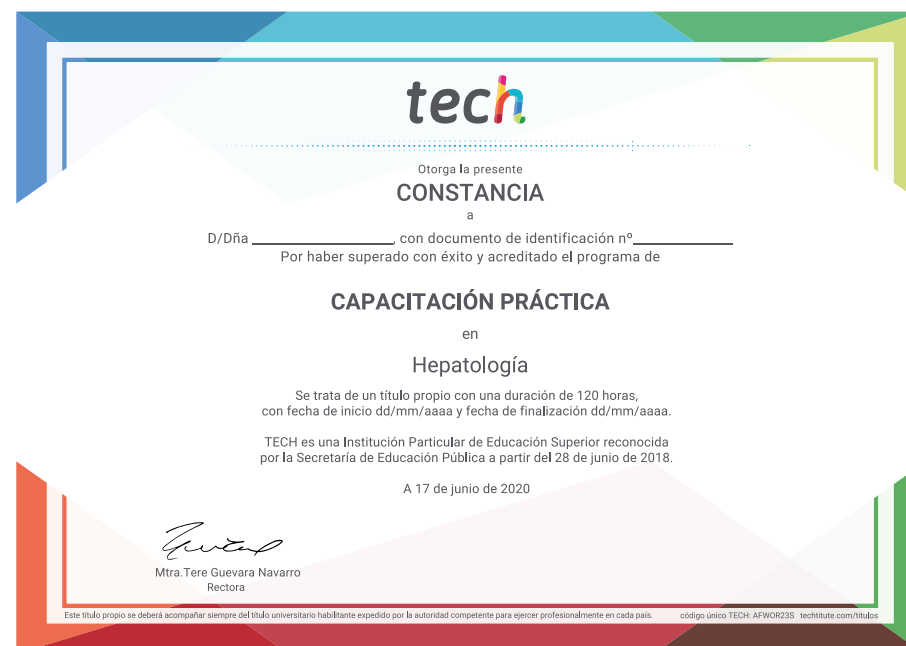 tech
Otorga la presente
CONSTANCIA
a
D/Dña ____________________, con documento de identificación nº______________
Por haber superado con éxito y acreditado el programa de
CAPACITACIÓN PRÁCTICA
en
Hepatología
Se trata de un título propio con una duración de 120 horas,
con fecha de inicio dd/mm/aaaa y fecha de finalización dd/mm/aaaa.
TECH es una Institución Particular de Educación Superior reconocida
por la Secretaría de Educación Pública a partir del 28 de junio de 2018.
A 17 de junio de 2020
Mtra.Tere Guevara Navarro
Rectora
Este título propio se deberá acompañar siempre del título universitario habilitante expedido por la autoridad competente para ejercer profesionalmente en cada país. código único TECH: AFWOR23S techtitute.com/titulos